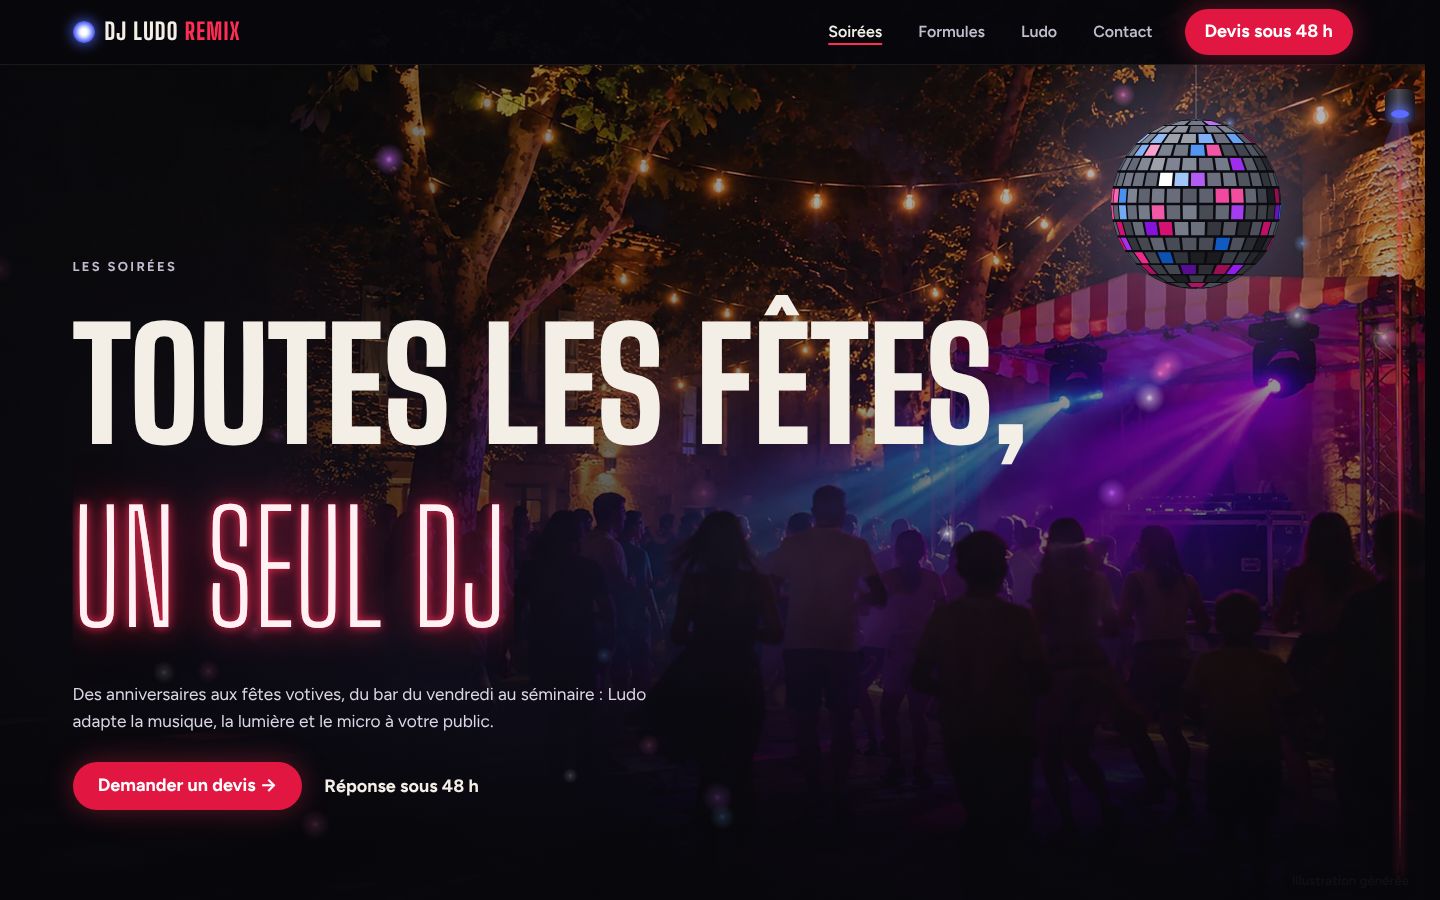 DJ LUDO REMIX
Soirées
Formules
Ludo
Contact
Devis sous 48 h
LES SOIRÉES
TOUTES LES FÊTES,
UN SEUL DJ
Des anniversaires aux fêtes votives, du bar du vendredi au séminaire : Ludo
adapte la musique, la lumière et le micro à votre public.
Demander un devis →
Réponse sous 48 h
Illustration générée